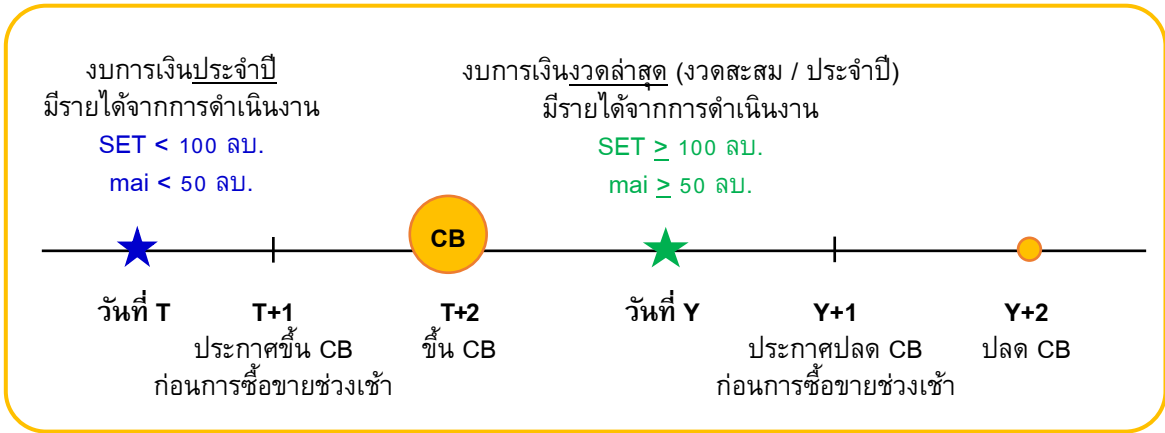 งบการเงินประจำปี
มีรายได้จากการดำเนินงาน
SET < 100 ลบ.
mai < 50 ลบ.
งบการเงินงวดล่าสุด (งวดสะสม / ประจำปี)
มีรายได้จากการดำเนินงาน
SET ≥ 100 ลบ.
mai ≥ 50 ลบ.
CB
วันที่ T
T+1
ประกาศขึ้น CB
ก่อนการซื้อขายช่วงเช้า
T+2
ขึ้น CB
วันที่ Y
Y+1
ประกาศปลด CB
ก่อนการซื้อขายช่วงเช้า
Y+2
ปลด CB